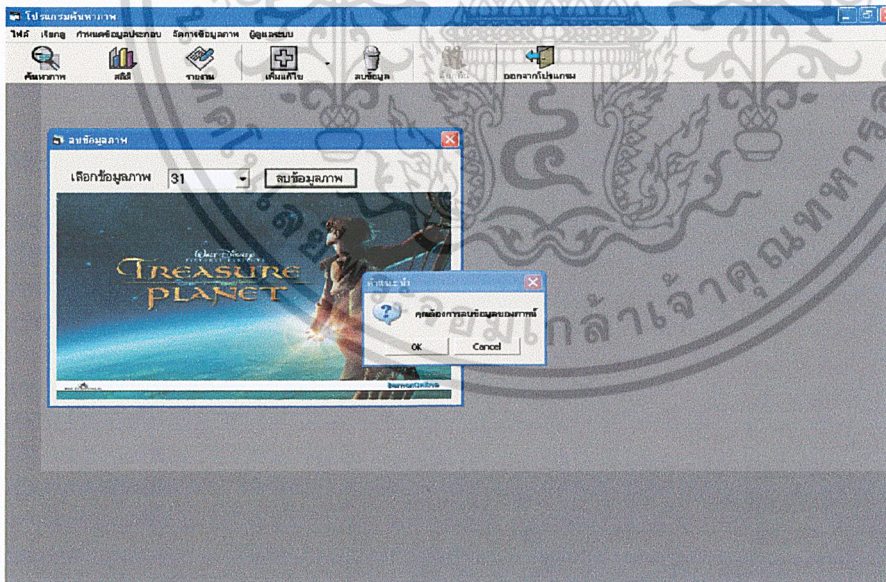 โปรแกรมค้นหาภาพ
ไฟล์ เรียกดู กำหนดข้อมูลประกอบ จัดการข้อมูลภาพ ผู้ดูแลระบบ
ค้นหาภาพ สถิติ รายงาน เพิ่มแก้ไข ลบข้อมูล ออกจากโปรแกรม
ลบข้อมูลภาพ
เลือกข้อมูลภาพ 31 ลบข้อมูลภาพ
WALT DISNEY
TREASURE
PLANET
คำแนะนำ
คุณต้องการลบข้อมูลของภาพนี้
OK Cancel